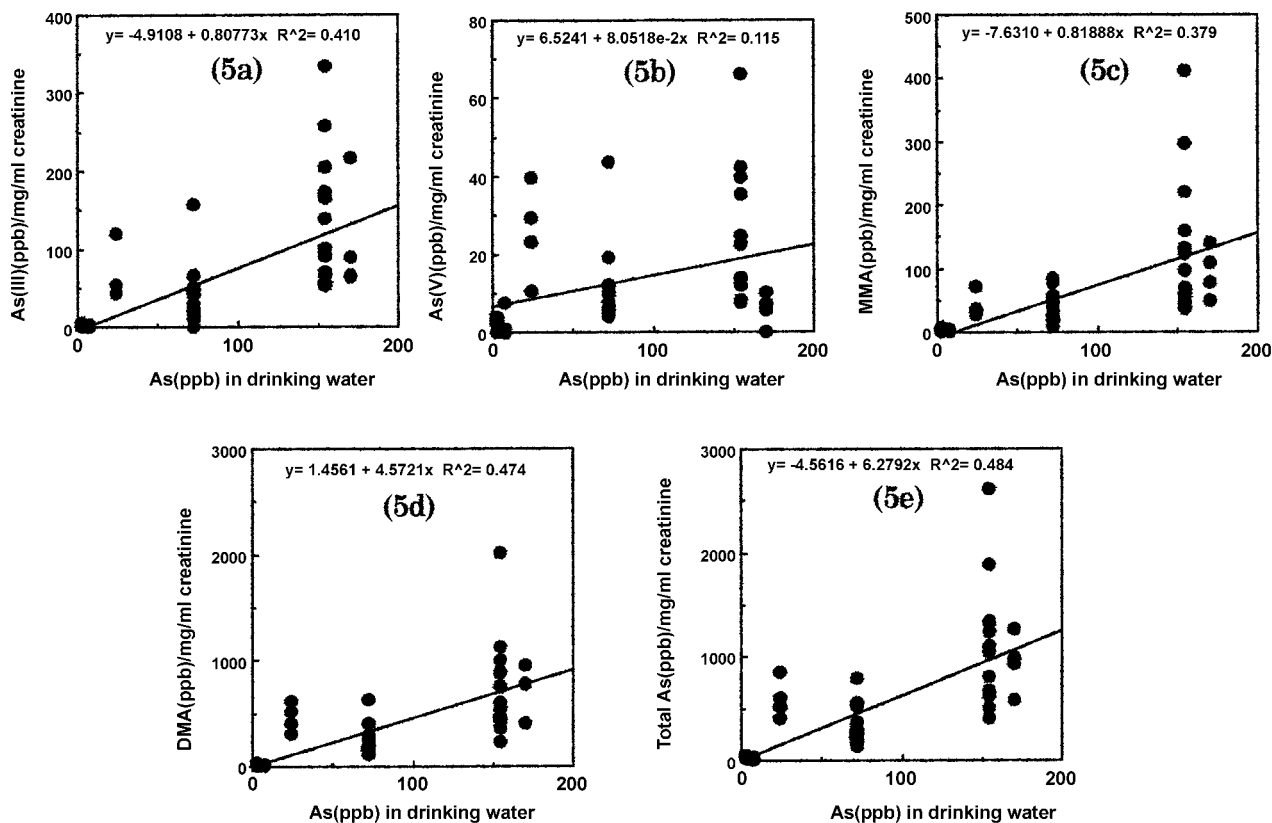 y= -4.9108 + 0.80773x R^2= 0.410
(5a)
As(III)(ppb)/mg/ml creatinine
400
300
200
100
0
0 100 200
As(ppb) in drinking water
y= 6.5241 + 8.0518e-2x R^2= 0.115
(5b)
As(V)(ppb)/mg/ml creatinine
80
60
40
20
0
0 100 200
As(ppb) in drinking water
y= -7.6310 + 0.81888x R^2= 0.379
(5c)
MMA(ppb)/mg/ml creatinine
500
400
300
200
100
0
0 100 200
As(ppb) in drinking water
y= 1.4561 + 4.5721x R^2= 0.474
(5d)
DMA(ppb)/mg/ml creatinine
3000
2000
1000
0
0 100 200
As(ppb) in drinking water
y= -4.5616 + 6.2792x R^2= 0.484
(5e)
Total As(ppb)/mg/ml creatinine
3000
2000
1000
0
0 100 200
As(ppb) in drinking water